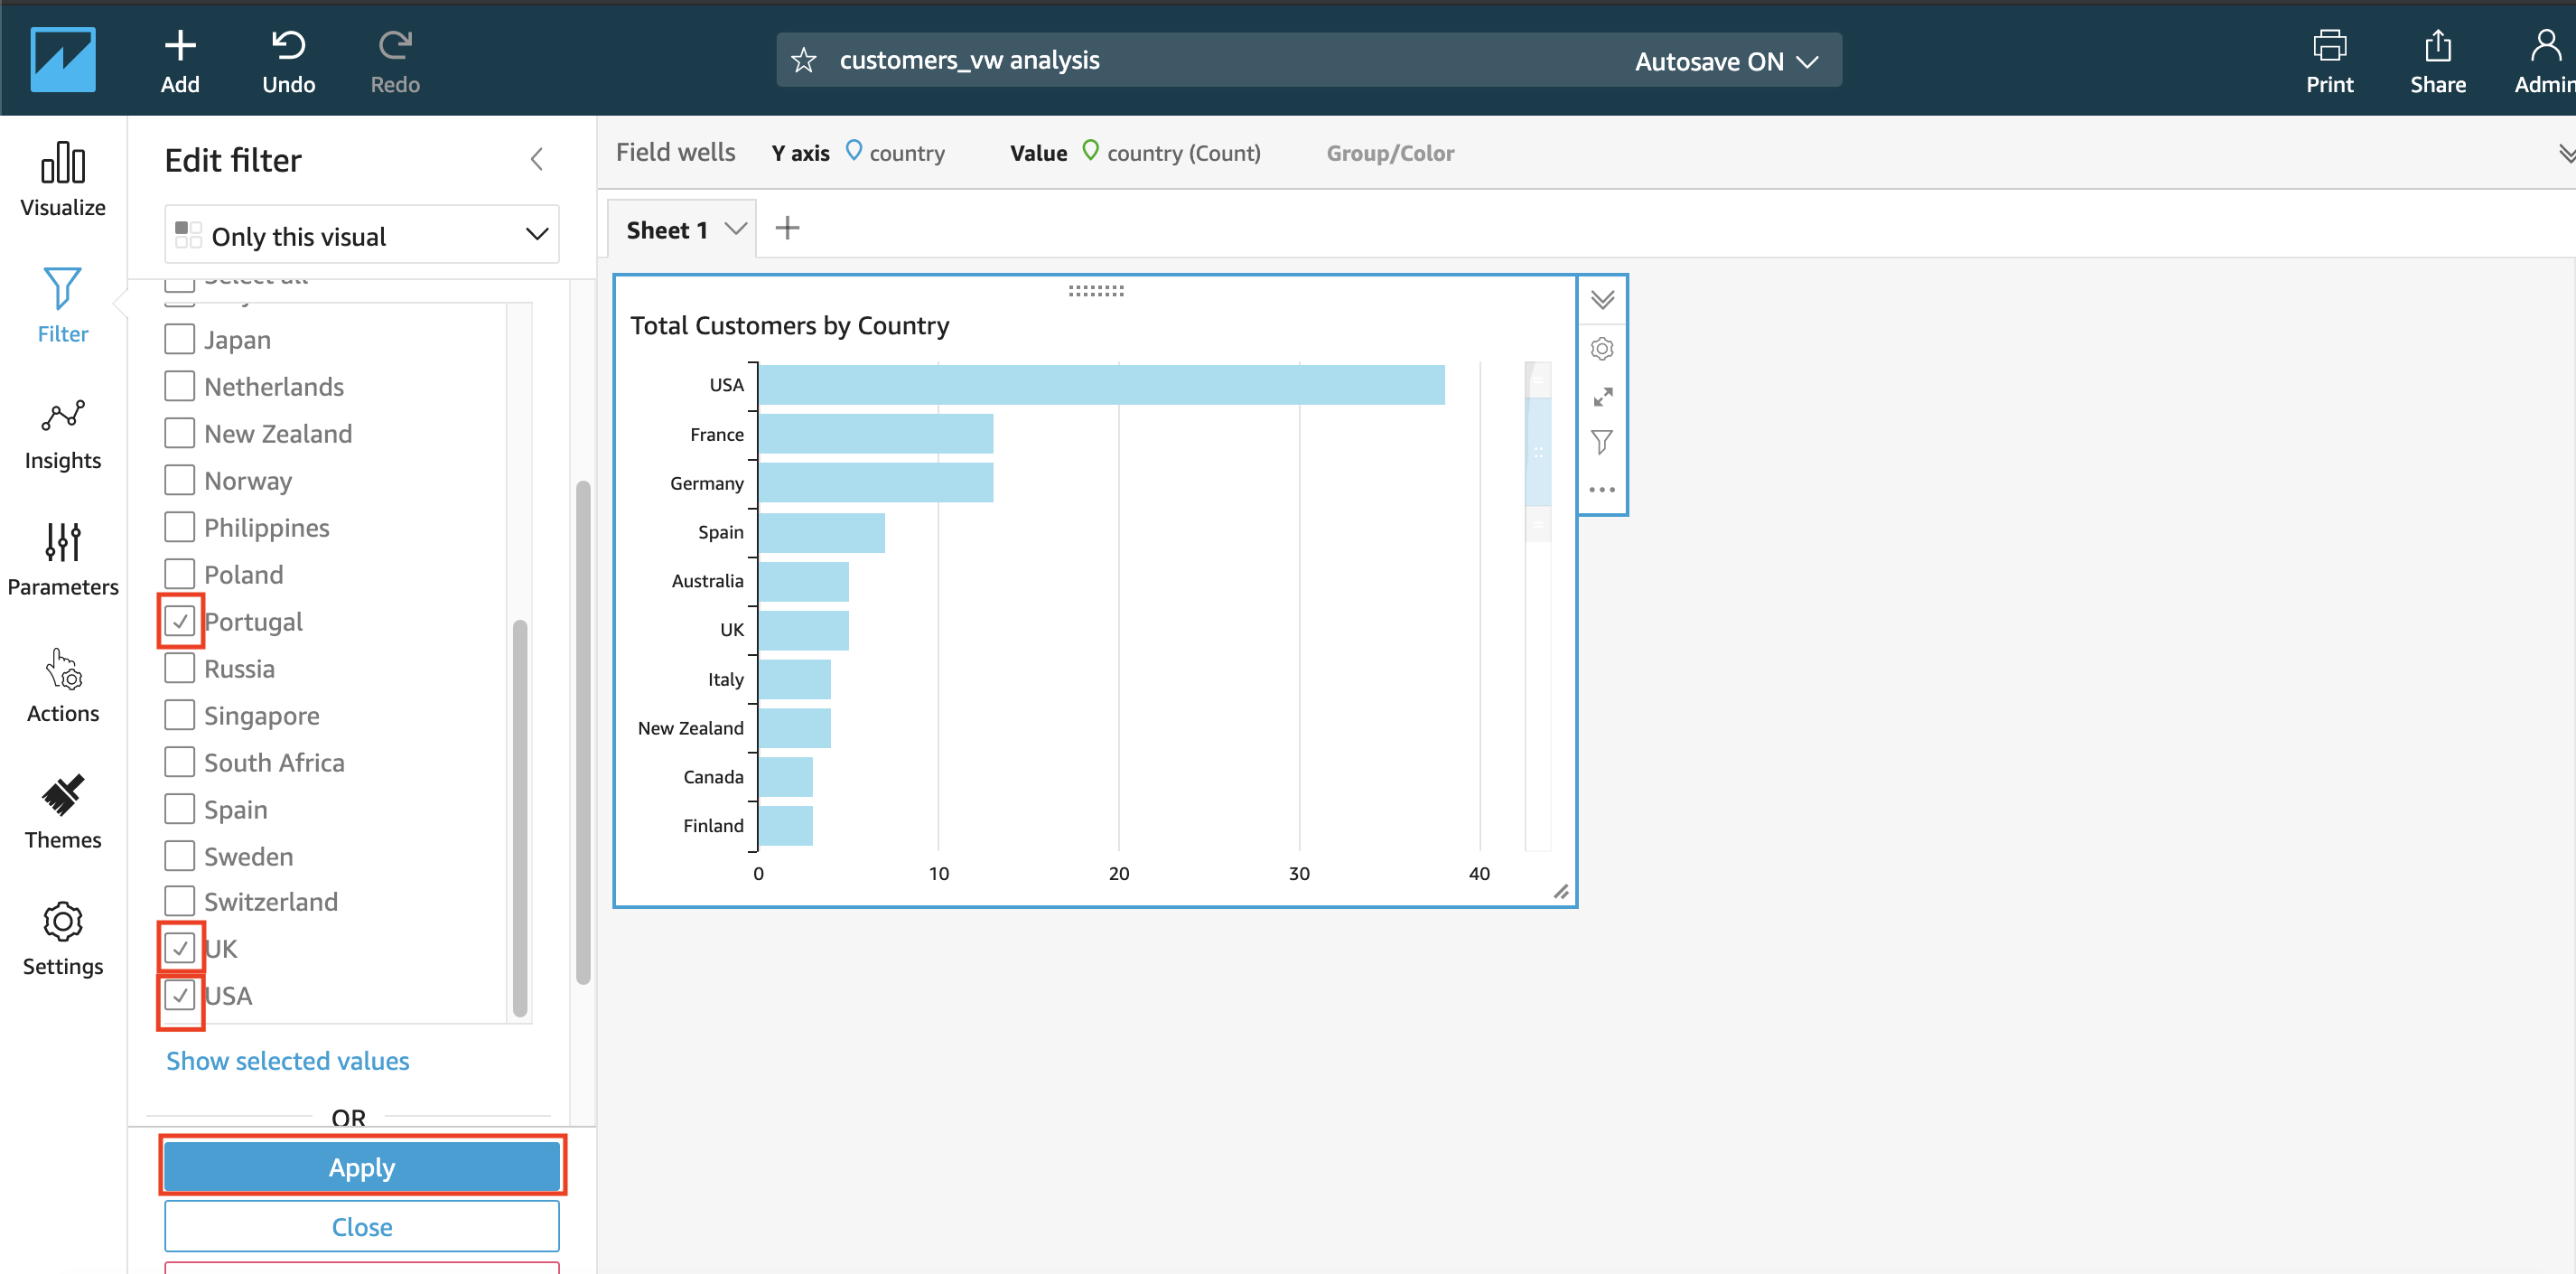 Add
Undo
Redo
customers_vw analysis
Autosave ON
Print
Share
Admin
Visualize
Filter
Insights
Parameters
Actions
Themes
Settings
Edit filter
Only this visual
Select all
Japan
Netherlands
New Zealand
Norway
Philippines
Poland
Portugal
Russia
Singapore
South Africa
Spain
Sweden
Switzerland
UK
USA
Show selected values
OR
Apply
Close
Field wells Y axis country Value country (Count) Group/Color
Sheet 1
Total Customers by Country
USA
France
Germany
Spain
Australia
UK
Italy
New Zealand
Canada
Finland
0 10 20 30 40